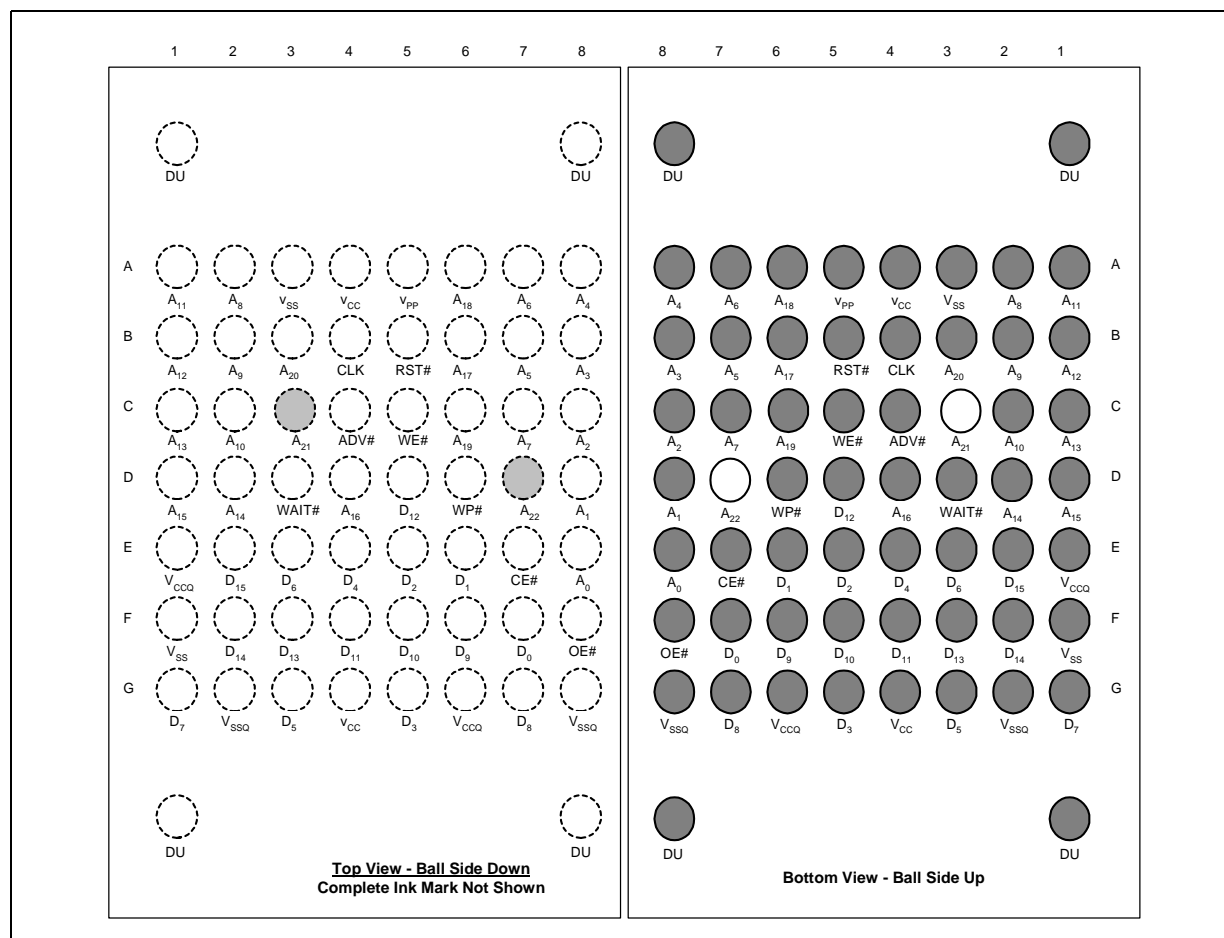 1 2 3 4 5 6 7 8 8 7 6 5 4 3 2 1
DU DU DU DU
A A
A11 A8 vSS vCC vPP A18 A6 A4 A4 A6 A18 vPP vCC VSS A8 A11
B B
A12 A9 A20 CLK RST# A17 A5 A3 A3 A5 A17 RST# CLK A20 A9 A12
C C
A13 A10 A21 ADV# WE# A19 A7 A2 A2 A7 A19 WE# ADV# A21 A10 A13
D D
A15 A14 WAIT# A16 D12 WP# A22 A1 A1 A22 WP# D12 A16 WAIT# A14 A15
E E
VCCQ D15 D6 D4 D2 D1 CE# A0 A0 CE# D1 D2 D4 D6 D15 VCCQ
F F
VSS D14 D13 D11 D10 D9 D0 OE# OE# D0 D9 D10 D11 D13 D14 VSS
G G
D7 VSSQ D5 vCC D3 VCCQ D8 VSSQ VSSQ D8 VCCQ D3 VCC D5 VSSQ D7
DU DU DU DU
Top View - Ball Side Down
Complete Ink Mark Not Shown
Bottom View - Ball Side Up